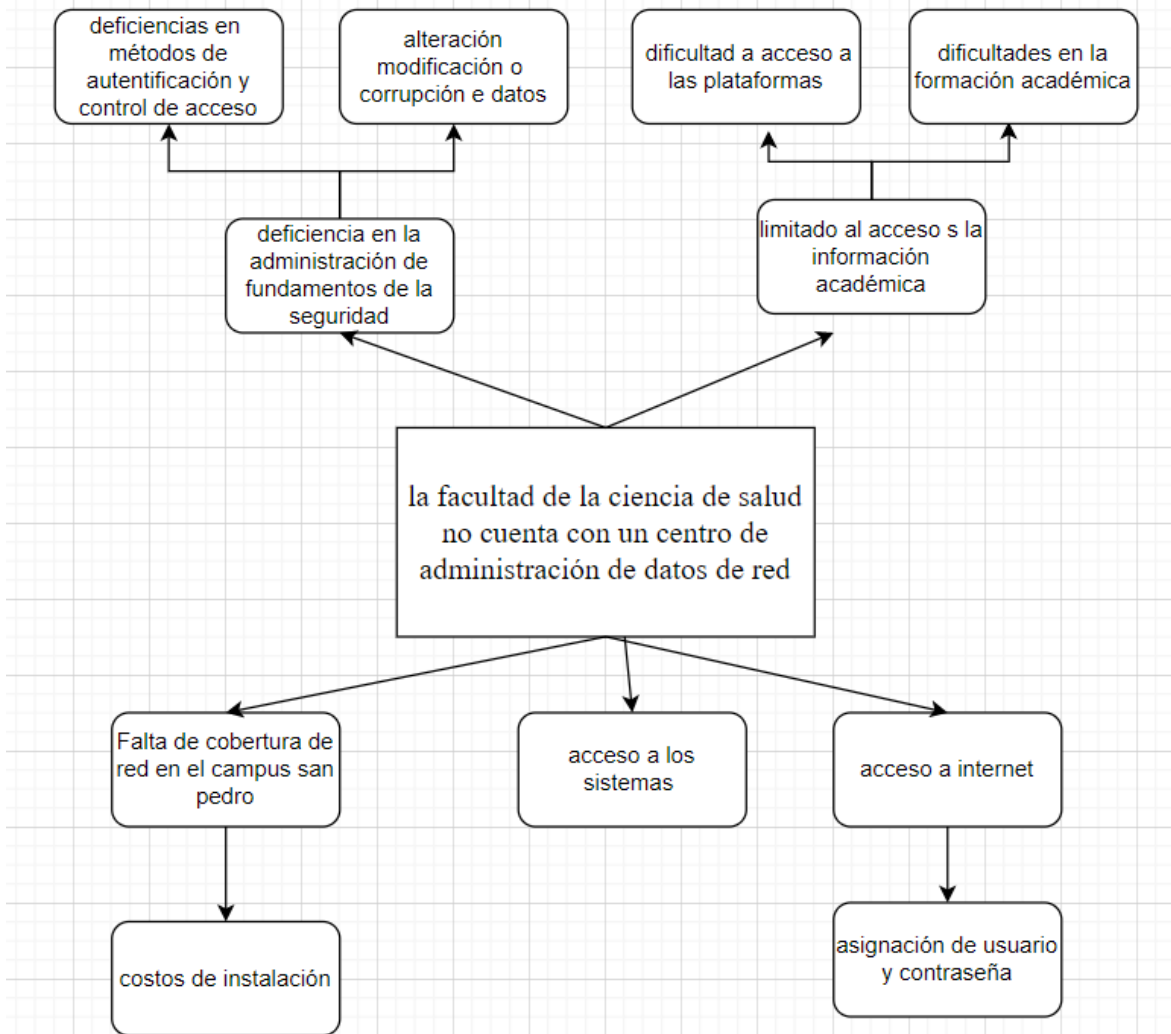 deficiencias en
métodos de
autentificación y
control de acceso
alteración
modificación o
corrupción e datos
dificultad a acceso a
las plataformas
dificultades en la
formación académica
deficiencia en la
administración de
fundamentos de la
seguridad
limitado al acceso s la
información
académica
la facultad de la ciencia de salud
no cuenta con un centro de
administración de datos de red
Falta de cobertura de
red en el campus san
pedro
acceso a los
sistemas
acceso a internet
costos de instalación
asignación de usuario
y contraseña